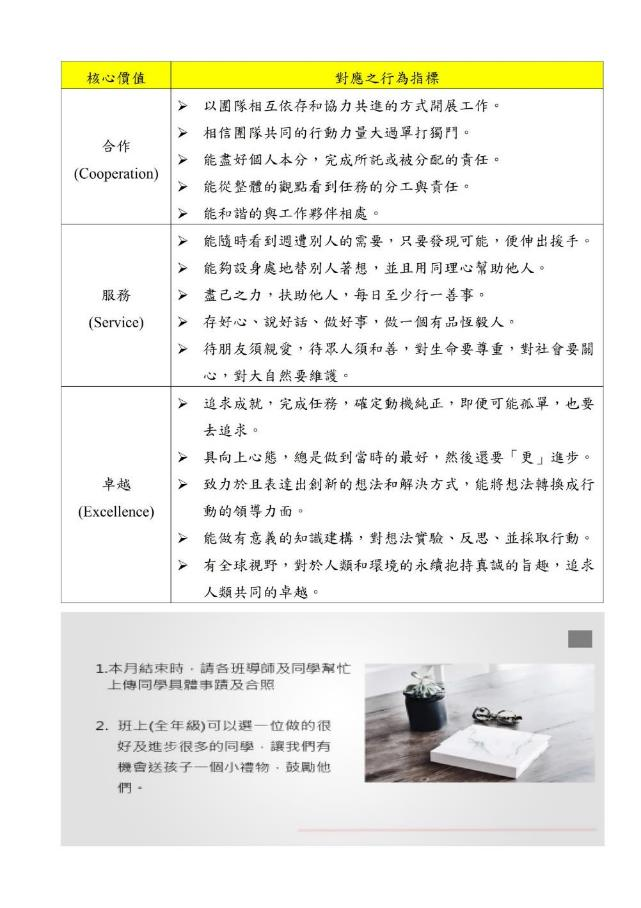 核心價值 對應之行為指標
合作
(Cooperation)
➢ 以團隊相互依存和協力共進的方式開展工作。
➢ 相信團隊共同的行動力量大過單打獨鬥。
➢ 能盡好個人本分，完成所託或被分配的責任。
➢ 能從整體的觀點看到任務的分工與責任。
➢ 能和諧的與工作夥伴相處。
服務
(Service)
➢ 能隨時看到週遭別人的需要，只要發現可能，便伸出援手。
➢ 能夠設身處地替別人著想，並且用同理心幫助他人。
➢ 盡己之力，扶助他人，每日至少行一善事。
➢ 存好心、說好話、做好事，做一個有品恆毅人。
➢ 待朋友須親愛，待眾人須和善，對生命要尊重，對社會要關
心，對大自然要維護。
卓越
(Excellence)
➢ 追求成就，完成任務，確定動機純正，即便可能孤單，也要
去追求。
➢ 具向上心態，總是做到當時的最好，然後還要「更」進步。
➢ 致力於且表達出創新的想法和解決方式，能將想法轉換成行
動的領導力面。
➢ 能做有意義的知識建構，對想法實驗、反思、並採取行動。
➢ 有全球視野，對於人類和環境的永續抱持真誠的旨趣，追求
人類共同的卓越。
1.本月結束時，請各班導師及同學幫忙
上傳同學具體事蹟及合照
2. 班上(全年級)可以選一位做的很
好及進步很多的同學，讓我們有
機會送孩子一個小禮物，鼓勵他
們。